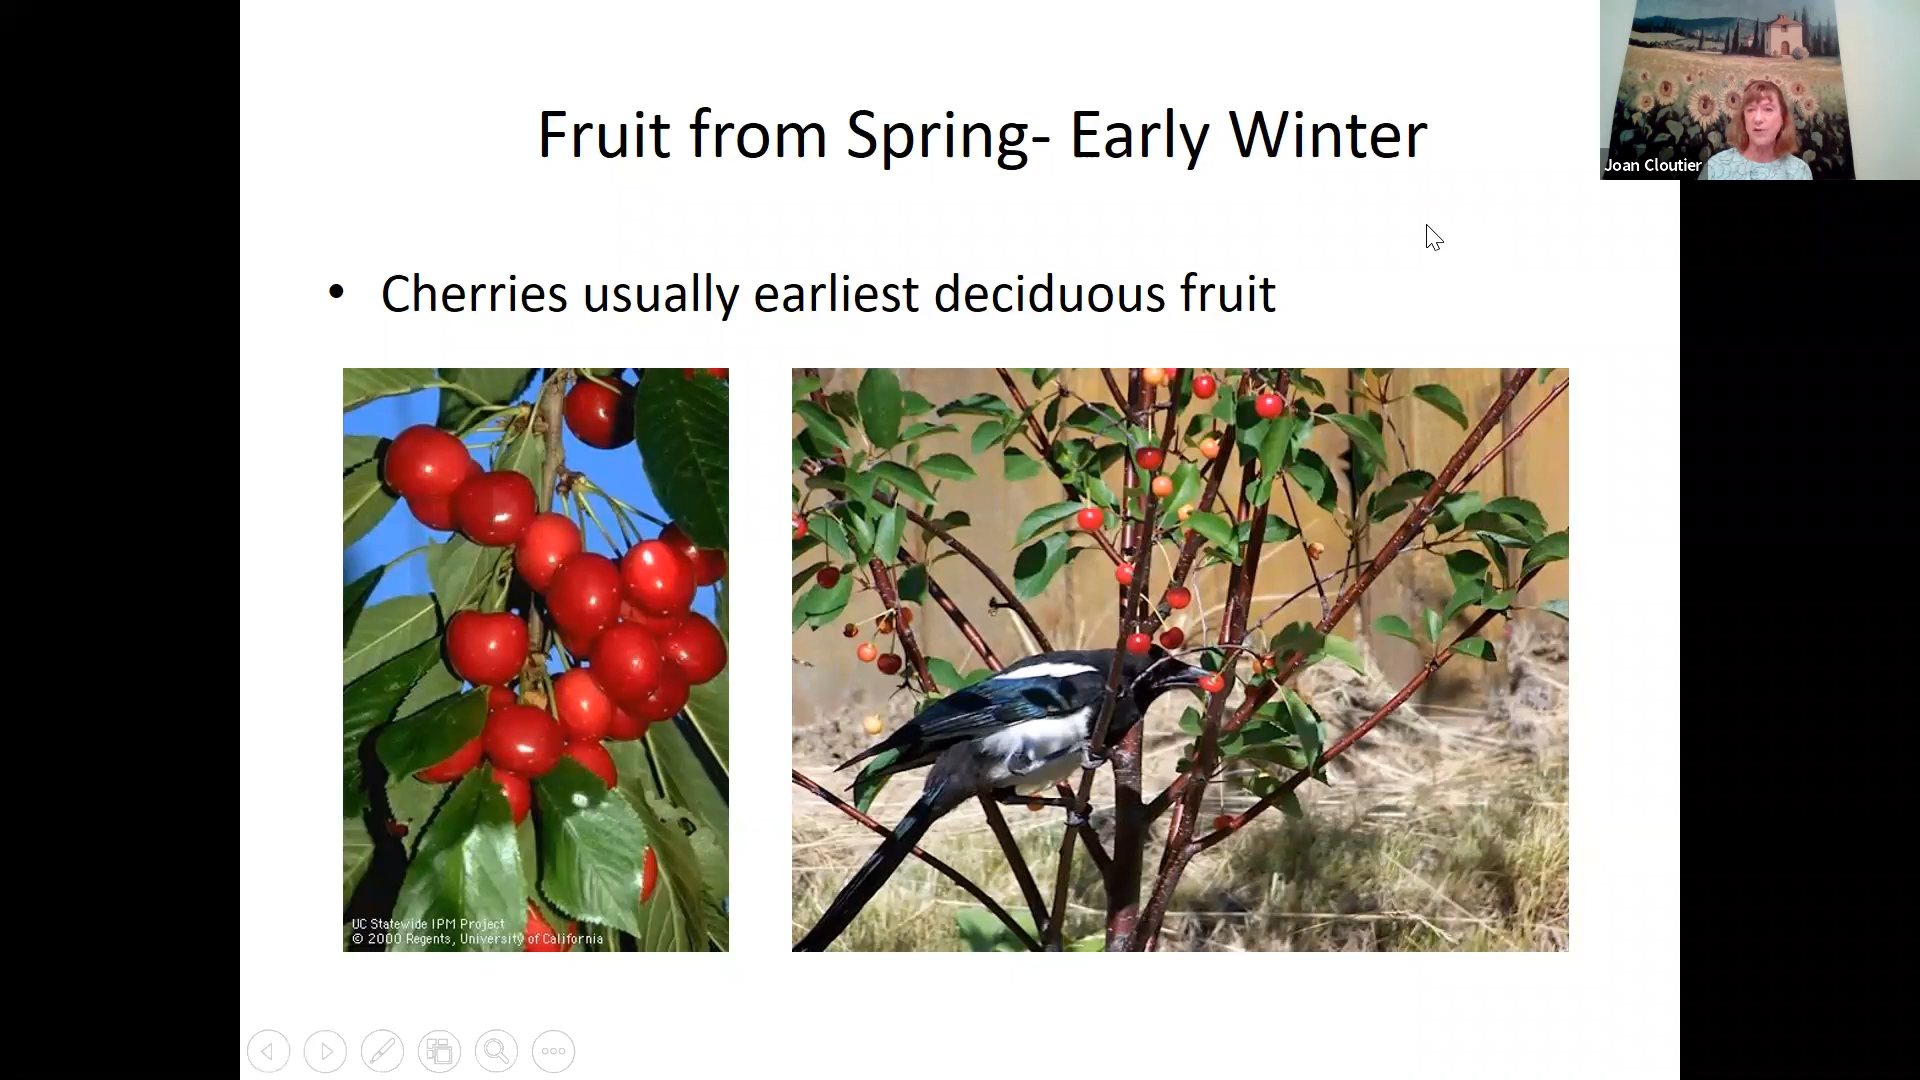 Fruit from Spring- Early Winter
Joan Cloutier
• Cherries usually earliest deciduous fruit
UC Statewide IPM Project
© 2000 Regents, University of California